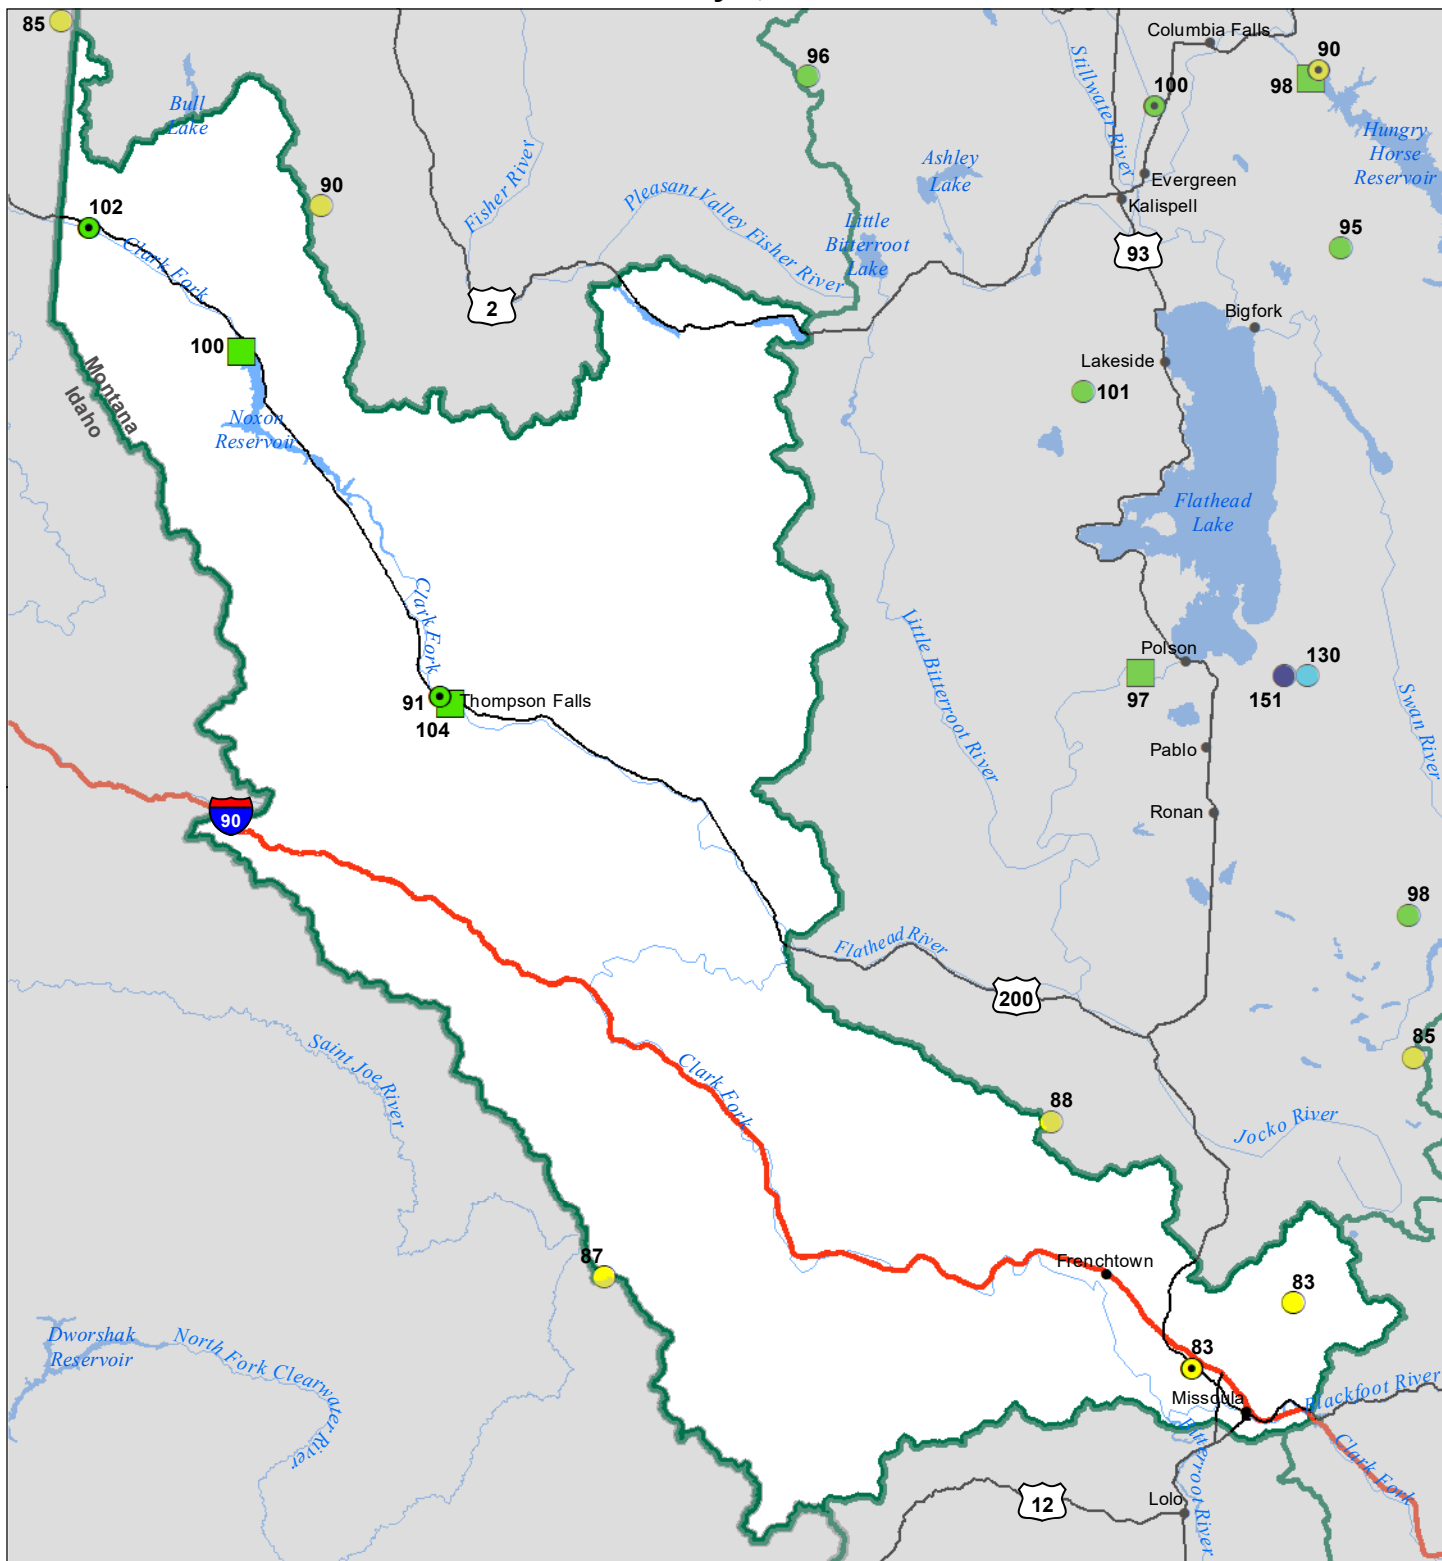 85
96
Columbia Falls
90
98
100
Stillwater River
Bull
Lake
Hungry
Horse
Reservoir
Ashley
Lake
Evergreen
Kalispell
90
Fisher River
Pleasant Valley Fisher River
Little
Bitterroot
Lake
102
93
95
Clark Fork
2
Bigfork
100
Lakeside
Montana
Idaho
101
Noxon
Reservoir
Flathead
Lake
Clark Fork
Little Bitterroot River
Polson
130
151
97
Swan River
91
Thompson Falls
104
Pablo
90
Ronan
98
Flathead River
200
Saint Joe River
85
Clark Fork
88
Jocko River
87
Frenchtown
83
Dworshak
Reservoir
North Fork Clearwater River
83
Missoula
Blackfoot River
Bitterroot River
Clark Fork
12
Lolo